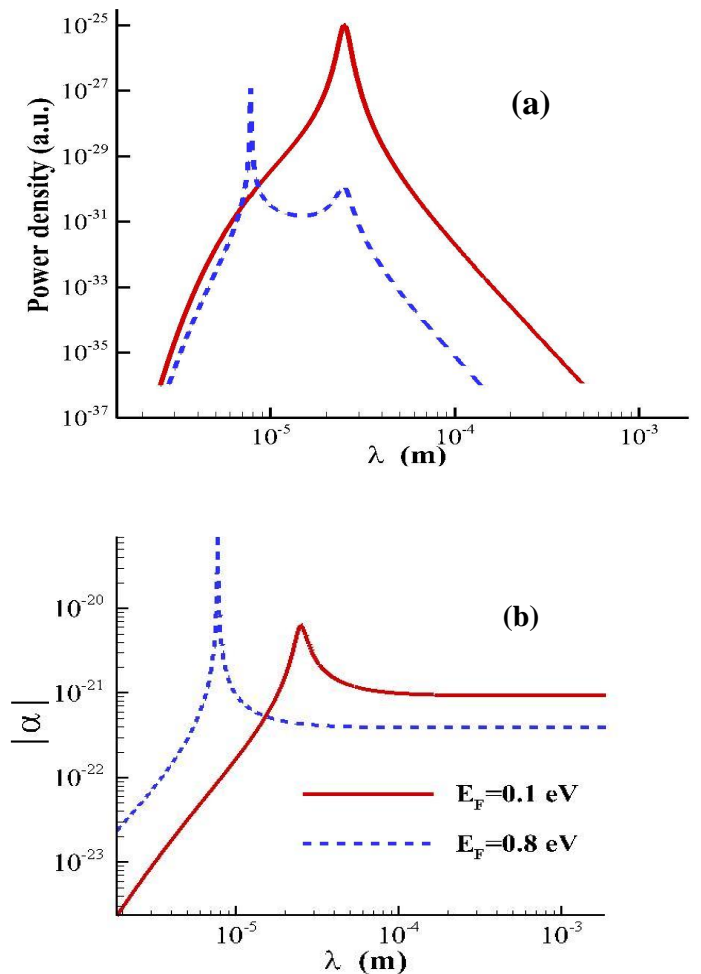 10⁻²⁵
10⁻²⁷
10⁻²⁹
10⁻³¹
10⁻³³
10⁻³⁵
10⁻³⁷
Power density (a.u.)
(a)
10⁻⁵
10⁻⁴
10⁻³
λ (m)
10⁻²⁰
10⁻²¹
10⁻²²
10⁻²³
|α|
(b)
E_F=0.1 eV
E_F=0.8 eV
10⁻⁵
10⁻⁴
10⁻³
λ (m)